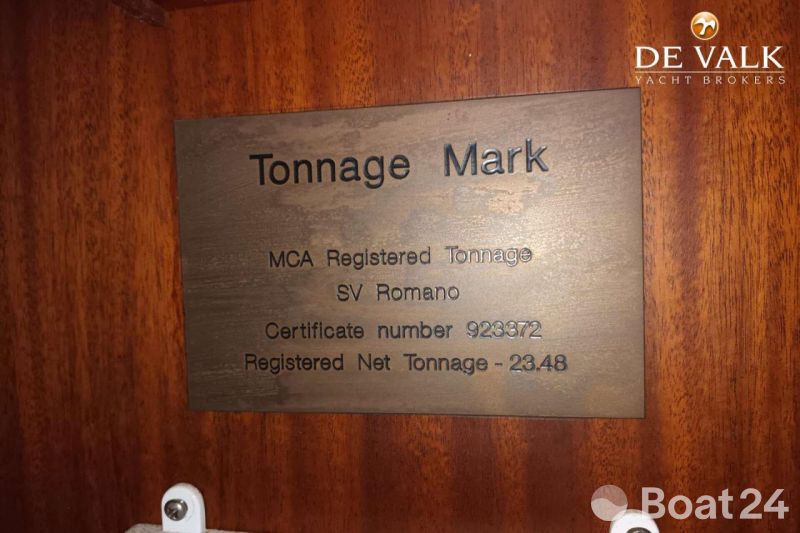 DE VALK
YACHT BROKERS
Tonnage Mark
MCA Registered Tonnage
SV Romano
Certificate number 923372
Registered Net Tonnage - 23.48
Boat24